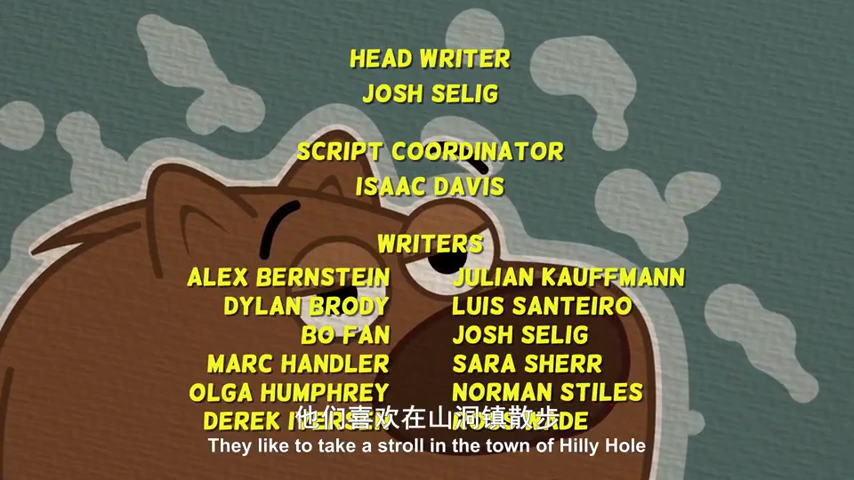 HEAD WRITER
JOSH SELIG
SCRIPT COORDINATOR
ISAAC DAVIS
WRITERS
ALEX BERNSTEIN JULIAN KAUFFMANN
DYLAN BRODY LUIS SANTEIRO
BO FAN JOSH SELIG
MARC HANDLER SARA SHERR
OLGA HUMPHREY NORMAN STILES
DEREK
他们喜欢在山洞镇散步
They like to take a stroll in the town of Hilly Hole